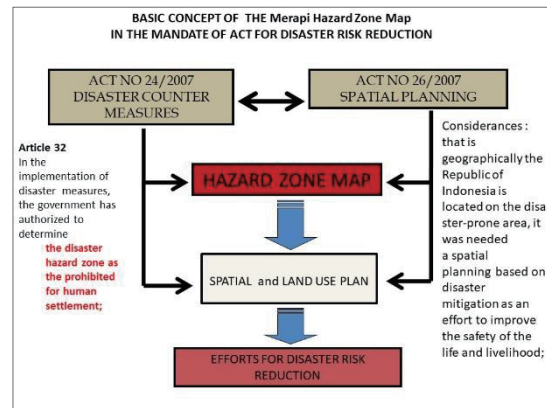 BASIC CONCEPT OF THE Merapi Hazard Zone Map
IN THE MANDATE OF ACT FOR DISASTER RISK REDUCTION
ACT NO 24/2007
DISASTER COUNTER
MEASURES
ACT NO 26/2007
SPATIAL PLANNING
Article 32
In the
implementation of
disaster measures,
the government has
authorized to
determine
the disaster
hazard zone as
the prohibited for
human
settlement;
HAZARD ZONE MAP
SPATIAL and LAND USE PLAN
EFFORTS FOR DISASTER RISK
REDUCTION
Considerances :
that is
geographically the
Republic of
Indonesia is
located on the disa
ster-prone area, it
was needed
a spatial
planning based on
disaster
mitigation as an
effort to improve
the safety of the
life and livelihood;